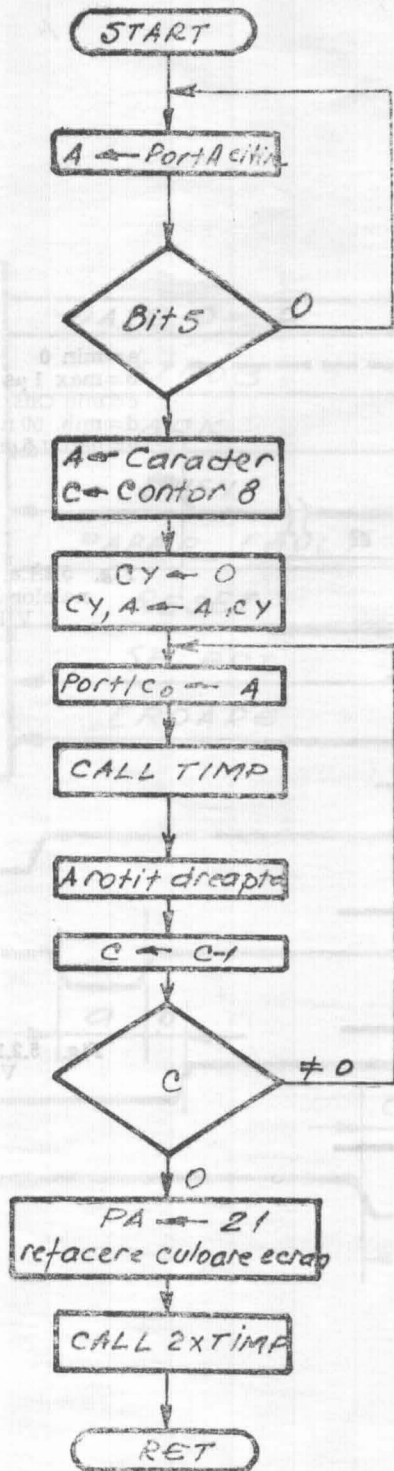 START
A ← Port A citire
Bit 5
0
A ← Caracter
C ← Contor 8
CY ← 0
CY, A ← A, CY
Port/C₀ ← A
CALL TIMP
A rotit dreapta
C ← C-1
C
≠ 0
0
PA ← 21
refacere culoare ecran
CALL 2xTIMP
RET